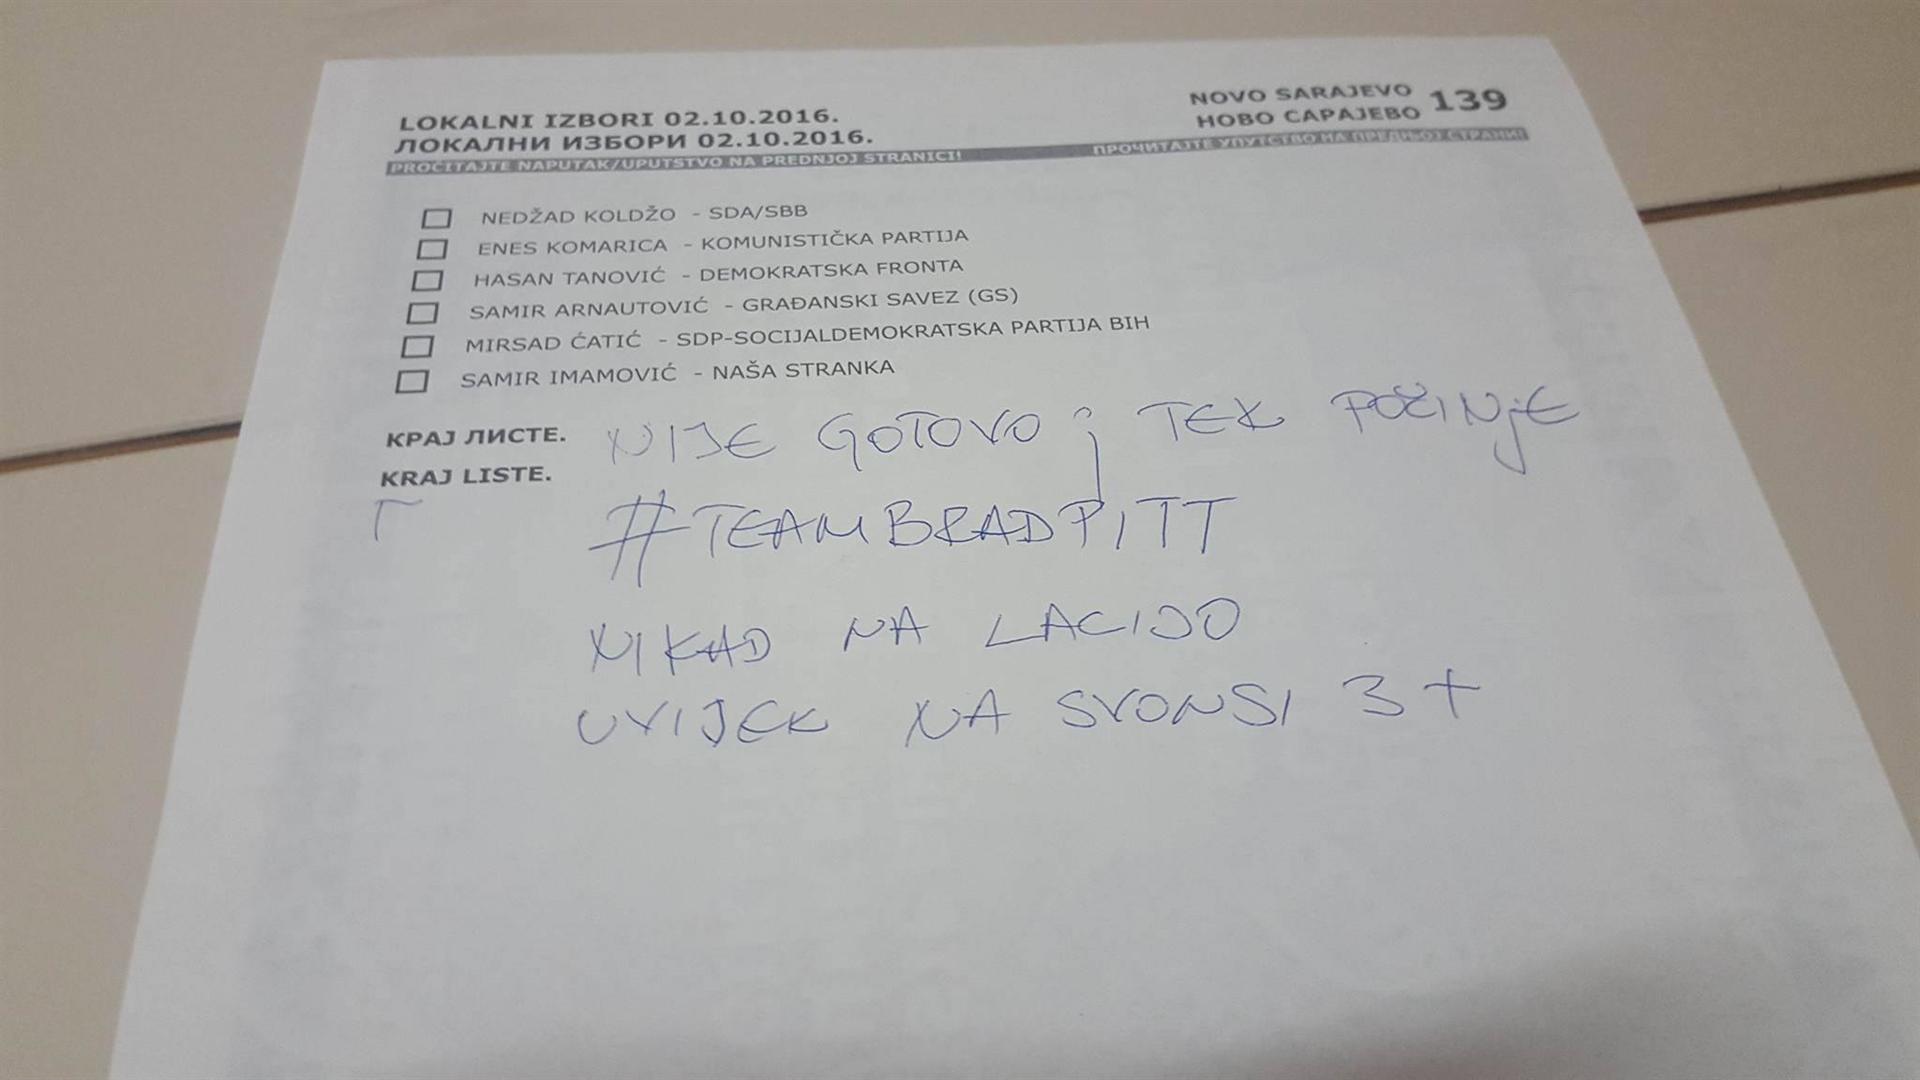 LOKALNI IZBORI 02.10.2016.
ЛОКАЛНИ ИЗБОРИ 02.10.2016.
NOVO SARAJEVO 139
НОВО САРАЈЕВО
PROČITAJTE NAPUTAK/UPUTSTVO NA PREDNJOJ STRANICI! ПРОЧИТАЈТЕ УПУТСТВО НА ПРЕДЊОЈ СТРАНИ!
NEDŽAD KOLDŽO - SDA/SBB
ENES KOMARICA - KOMUNISTIČKA PARTIJA
HASAN TANOVIĆ - DEMOKRATSKA FRONTA
SAMIR ARNAUTOVIĆ - GRAĐANSKI SAVEZ (GS)
MIRSAD ĆATIĆ - SDP-SOCIJALDEMOKRATSKA PARTIJA BIH
SAMIR IMAMOVIĆ - NAŠA STRANKA
КРАЈ ЛИСТЕ.
KRAJ LISTE.
NIJE GOTOVO ; TEK POČINjE
#TEAMBRADPITT
NIKAD NA LACIJO
UVIJEK NA SVONSI 3+